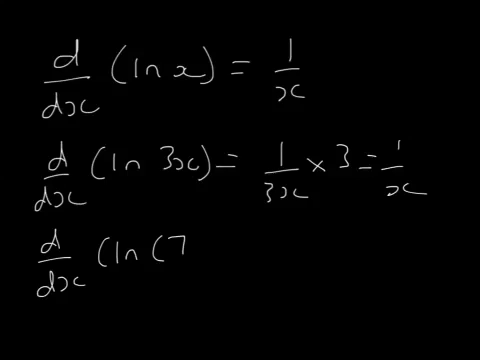 d/dx (ln x) = 1/x
d/dx (ln 3x) = 1/3x × 3 = 1/x
d/dx (ln (7